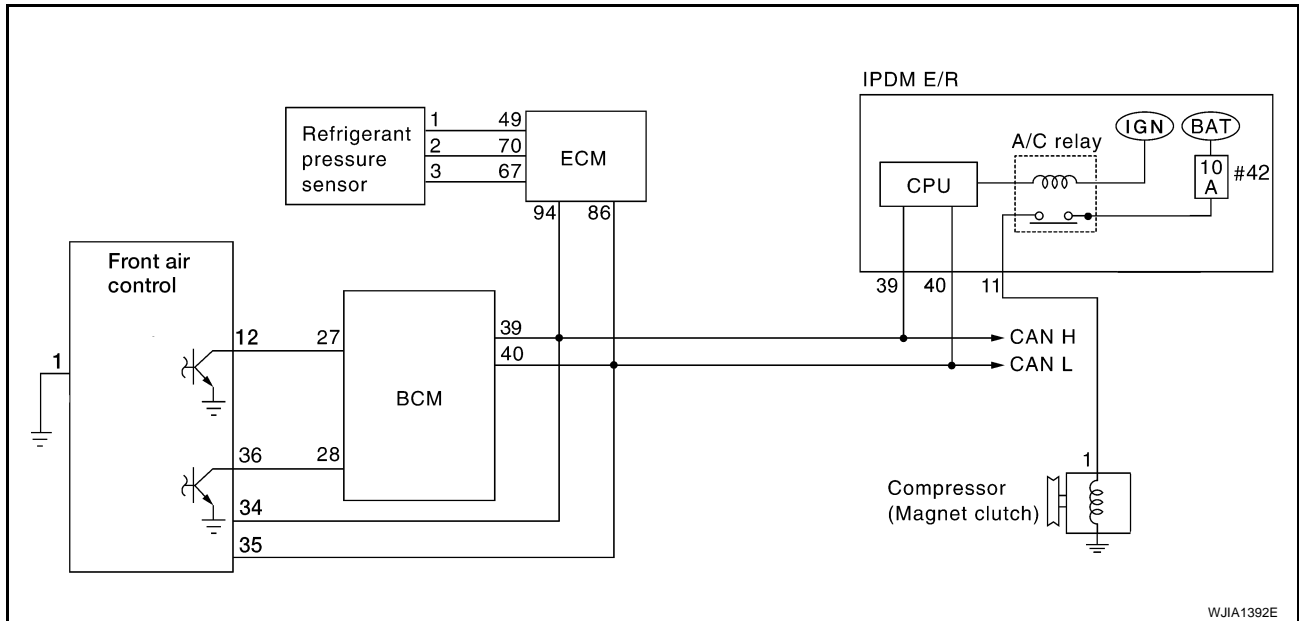 IPDM E/R
IGN
BAT
A/C relay
10
A
#42
CPU
Refrigerant
pressure
sensor
1
2
3
49
70
67
ECM
94
86
39
40
11
Front air
control
1
12
27
36
28
34
35
BCM
39
40
CAN H
CAN L
1
Compressor
(Magnet clutch)
WJIA1392E